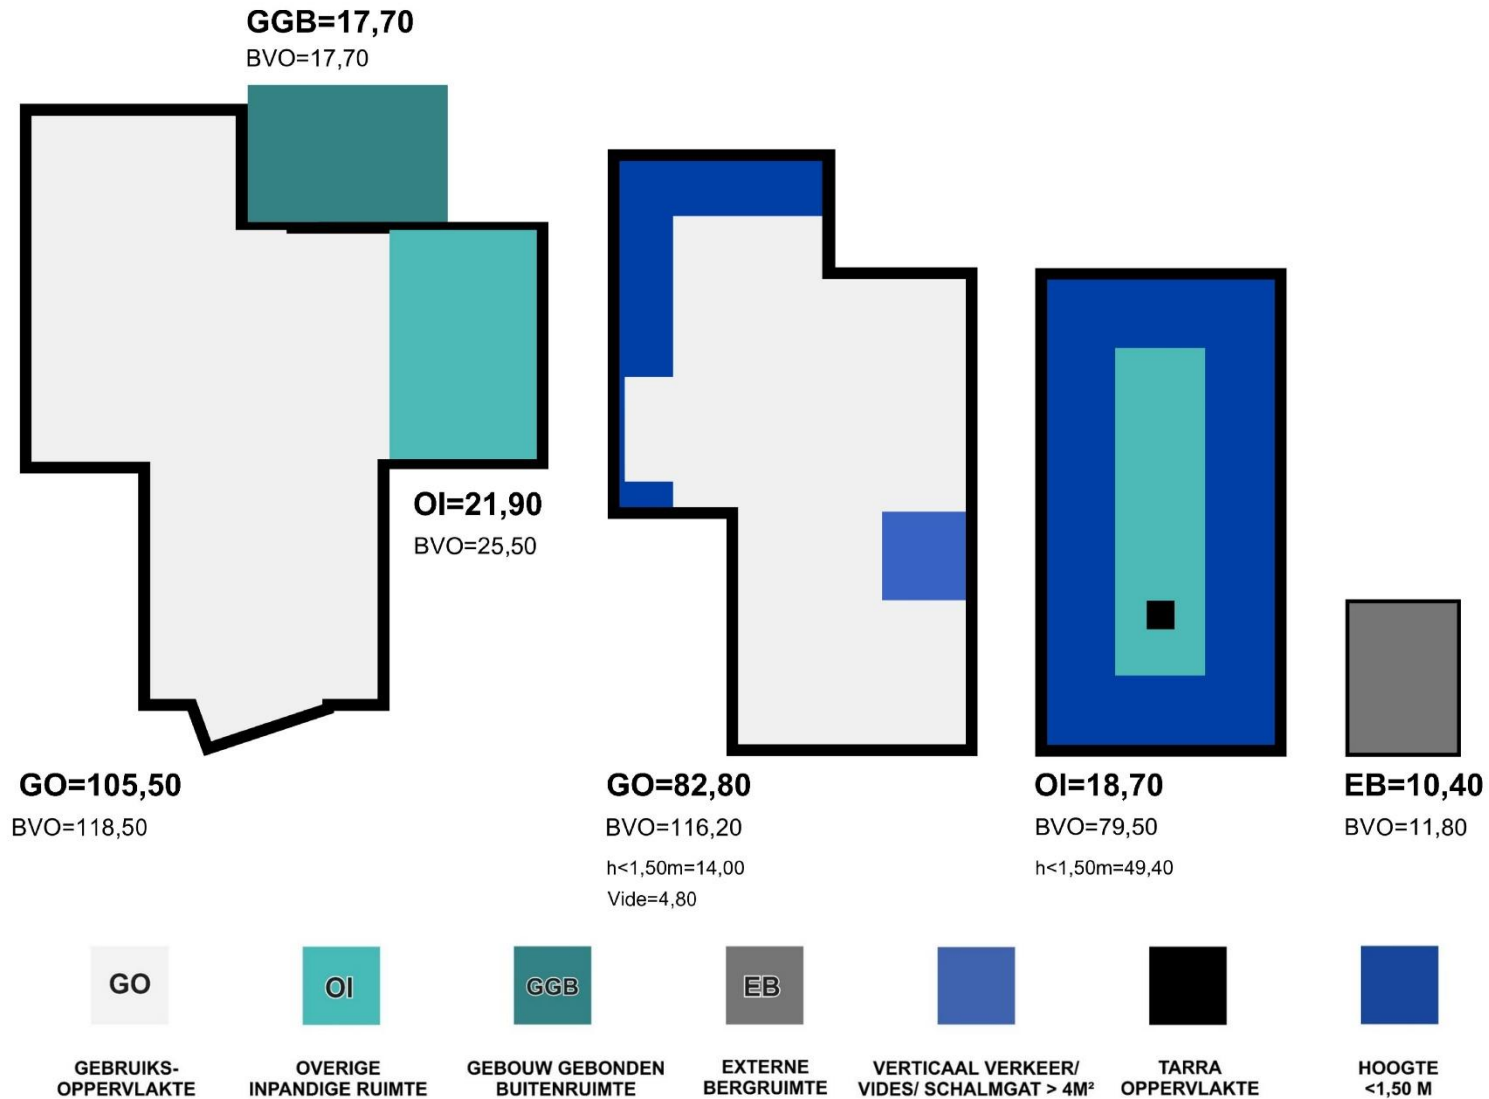 GGB=17,70
BVO=17,70
OI=21,90
BVO=25,50
GO=105,50
BVO=118,50
GO=82,80
BVO=116,20
h<1,50m=14,00
Vide=4,80
OI=18,70
BVO=79,50
h<1,50m=49,40
EB=10,40
BVO=11,80
GO
OI
GGB
EB
GEBRUIKS-
OPPERVLAKTE
OVERIGE
INPANDIGE RUIMTE
GEBOUW GEBONDEN
BUITENRUIMTE
EXTERNE
BERGRUIMTE
VERTICAAL VERKEER/
VIDES/ SCHALMGAT > 4M²
TARRA
OPPERVLAKTE
HOOGTE
<1,50 M